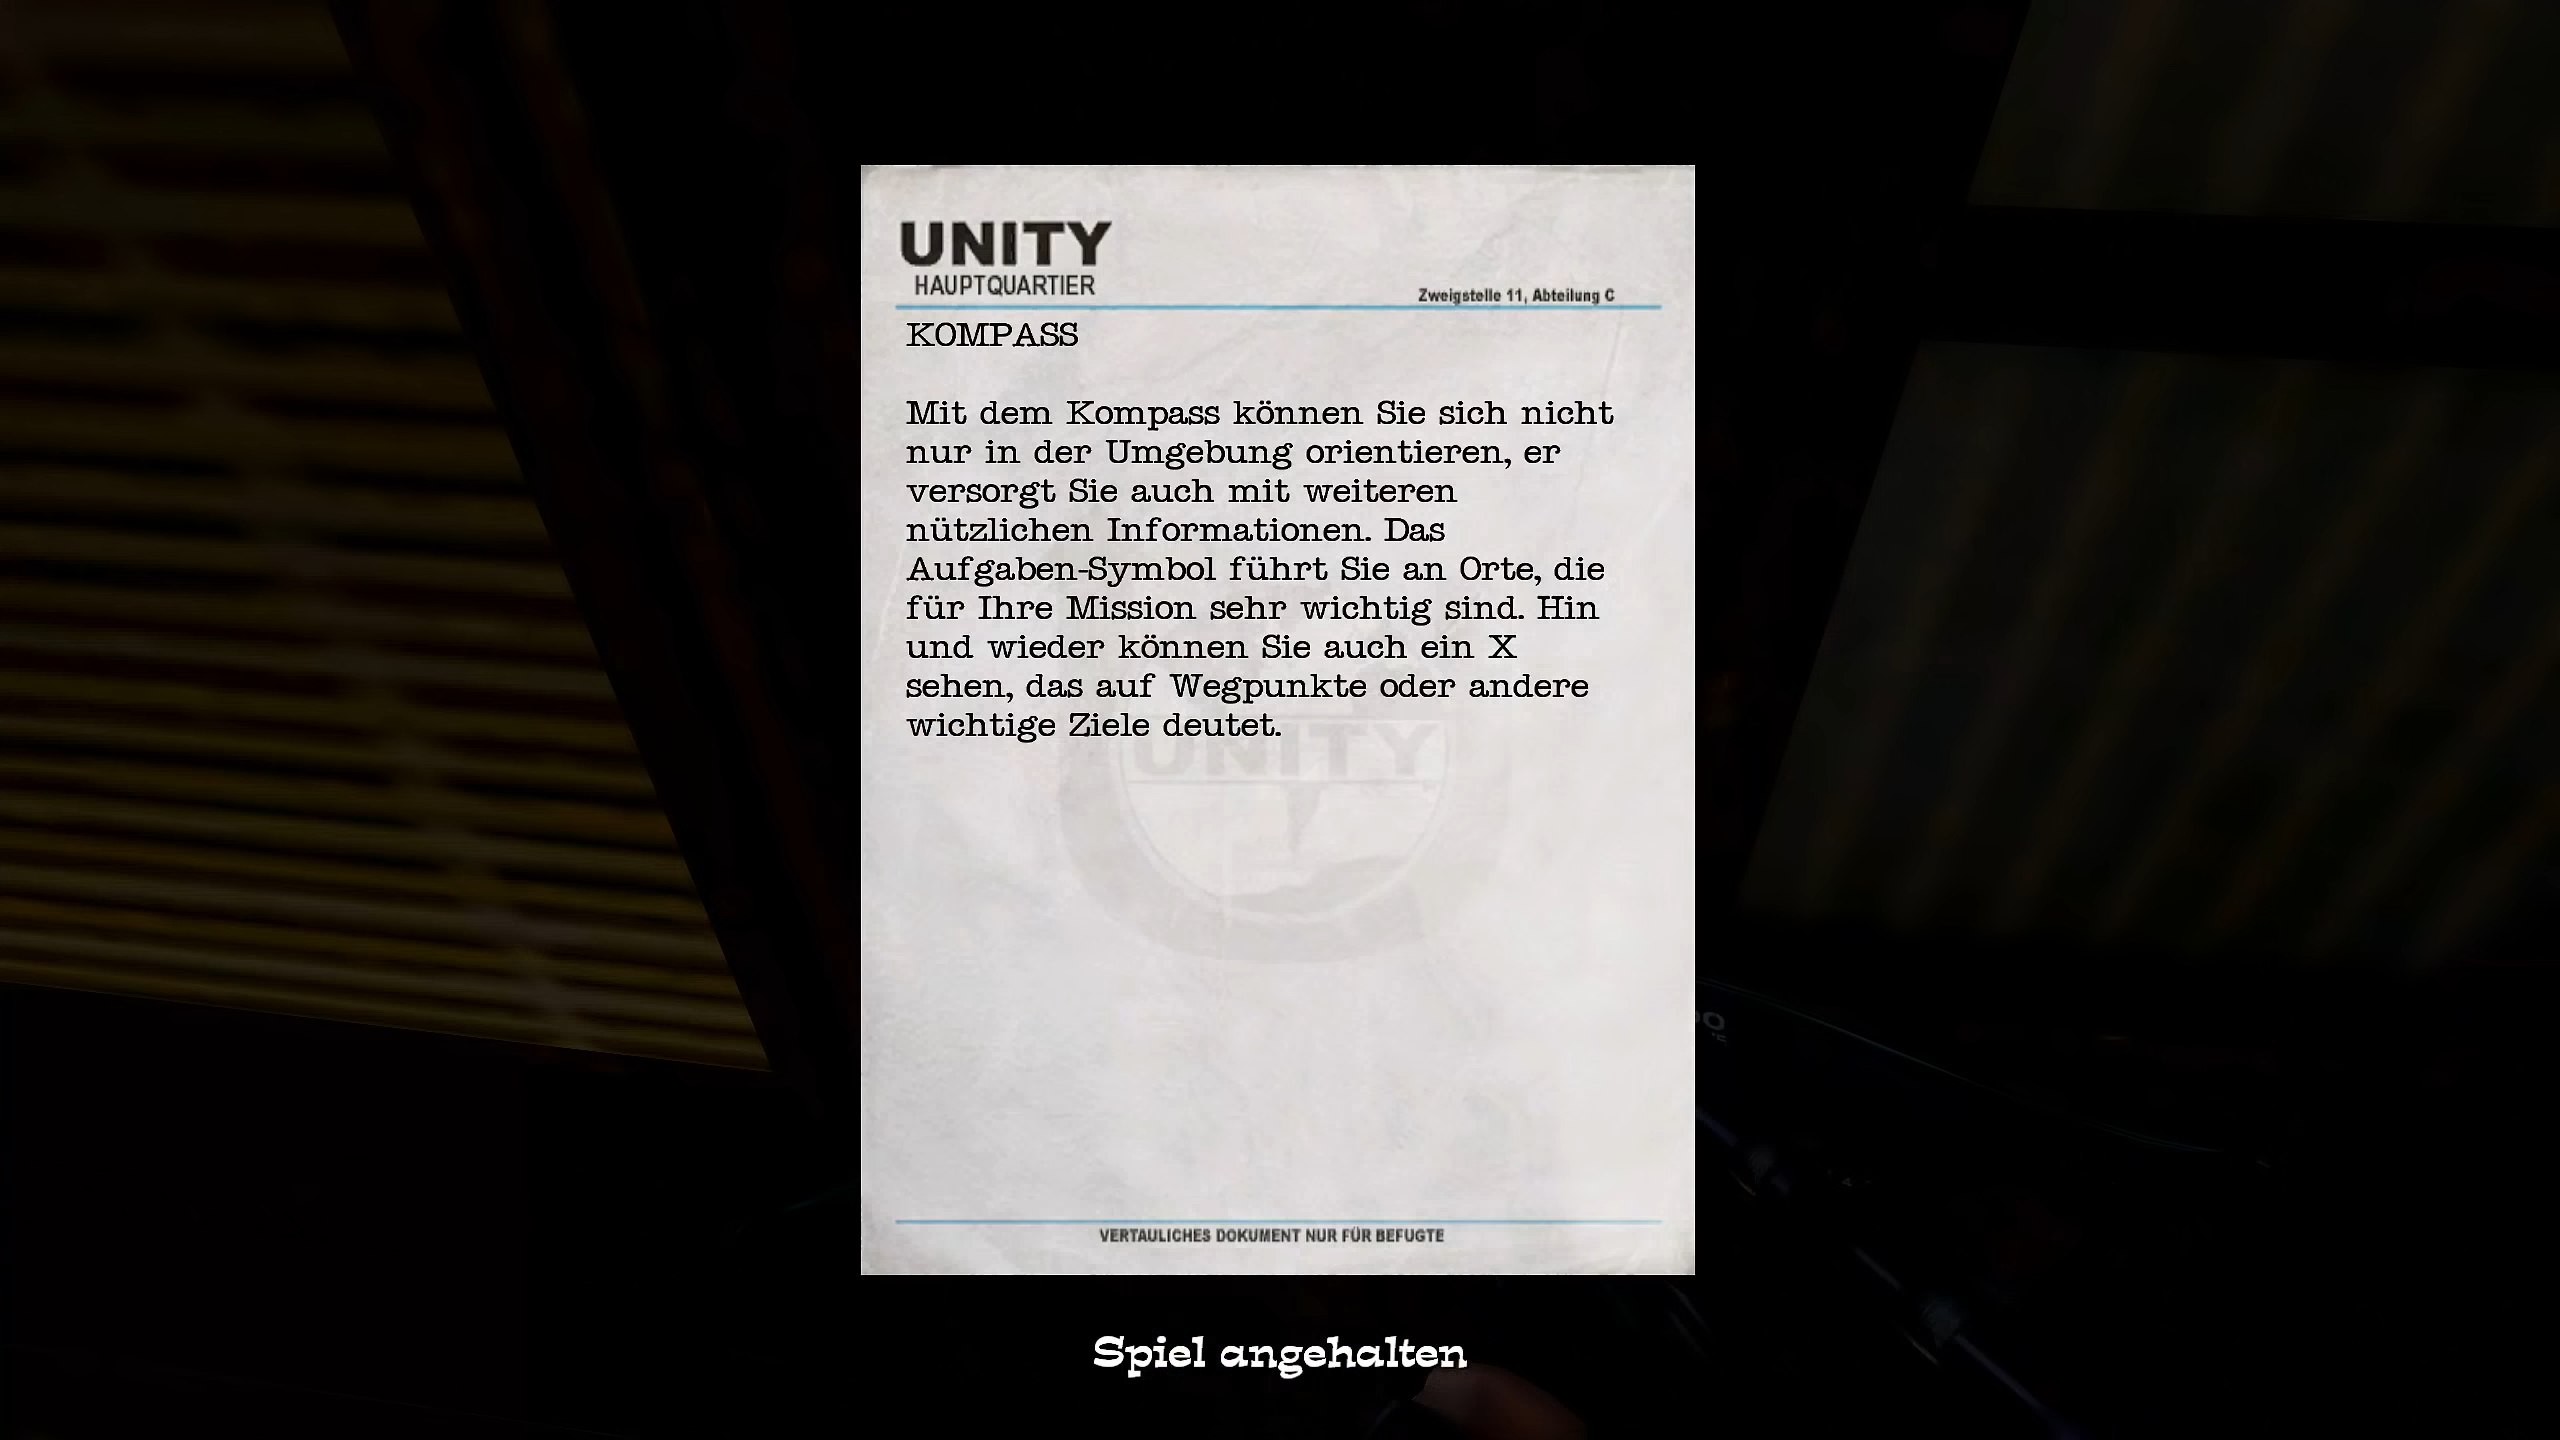 UNITY
HAUPTQUARTIER
Zweigstelle 11, Abteilung C
KOMPASS
Mit dem Kompass können Sie sich nicht
nur in der Umgebung orientieren, er
versorgt Sie auch mit weiteren
nützlichen Informationen. Das
Aufgaben-Symbol führt Sie an Orte, die
für Ihre Mission sehr wichtig sind. Hin
und wieder können Sie auch ein X
sehen, das auf Wegpunkte oder andere
wichtige Ziele deutet.
UNITY
VERTAULICHES DOKUMENT NUR FÜR BEFUGTE
Spiel angehalten